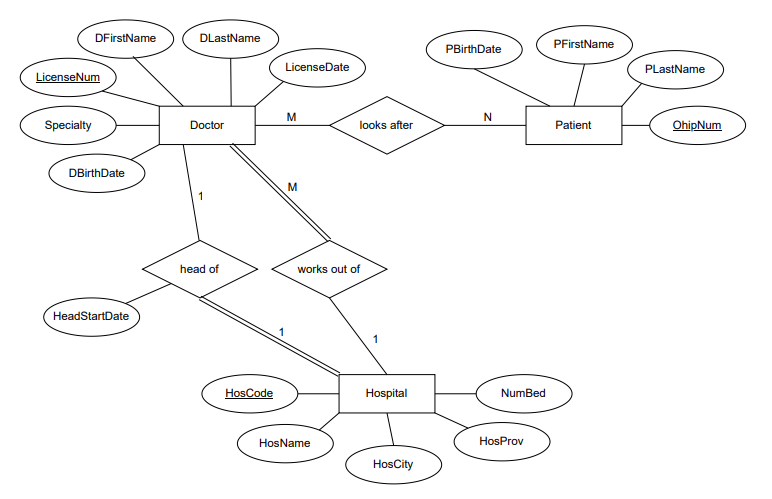 DFirstName
DLastName
PBirthDate
PFirstName
PLastName
LicenseNum
LicenseDate
Specialty
Doctor
M
looks after
N
Patient
OhipNum
DBirthDate
1
M
head of
works out of
HeadStartDate
1
1
HosCode
Hospital
NumBed
HosName
HosCity
HosProv